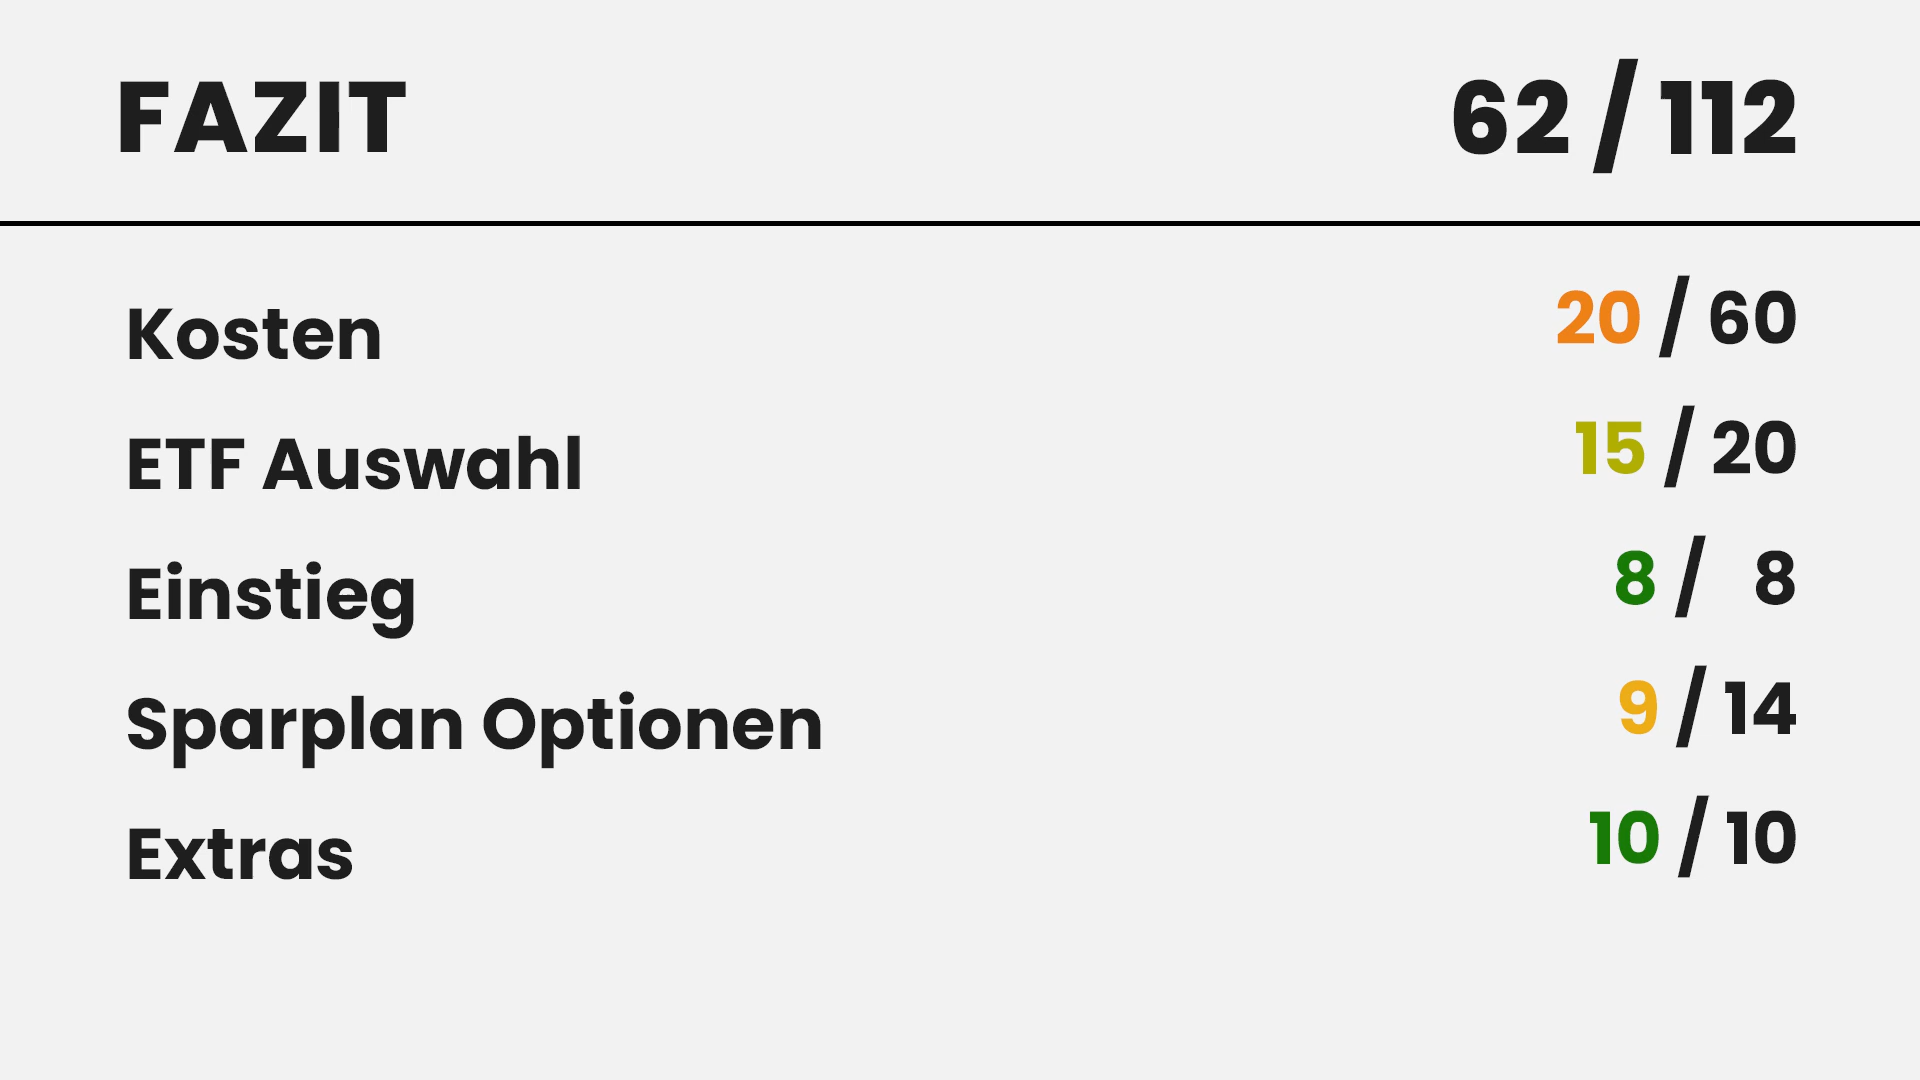 FAZIT 62 / 112
Kosten 20 / 60
ETF Auswahl 15 / 20
Einstieg 8 / 8
Sparplan Optionen 9 / 14
Extras 10 / 10